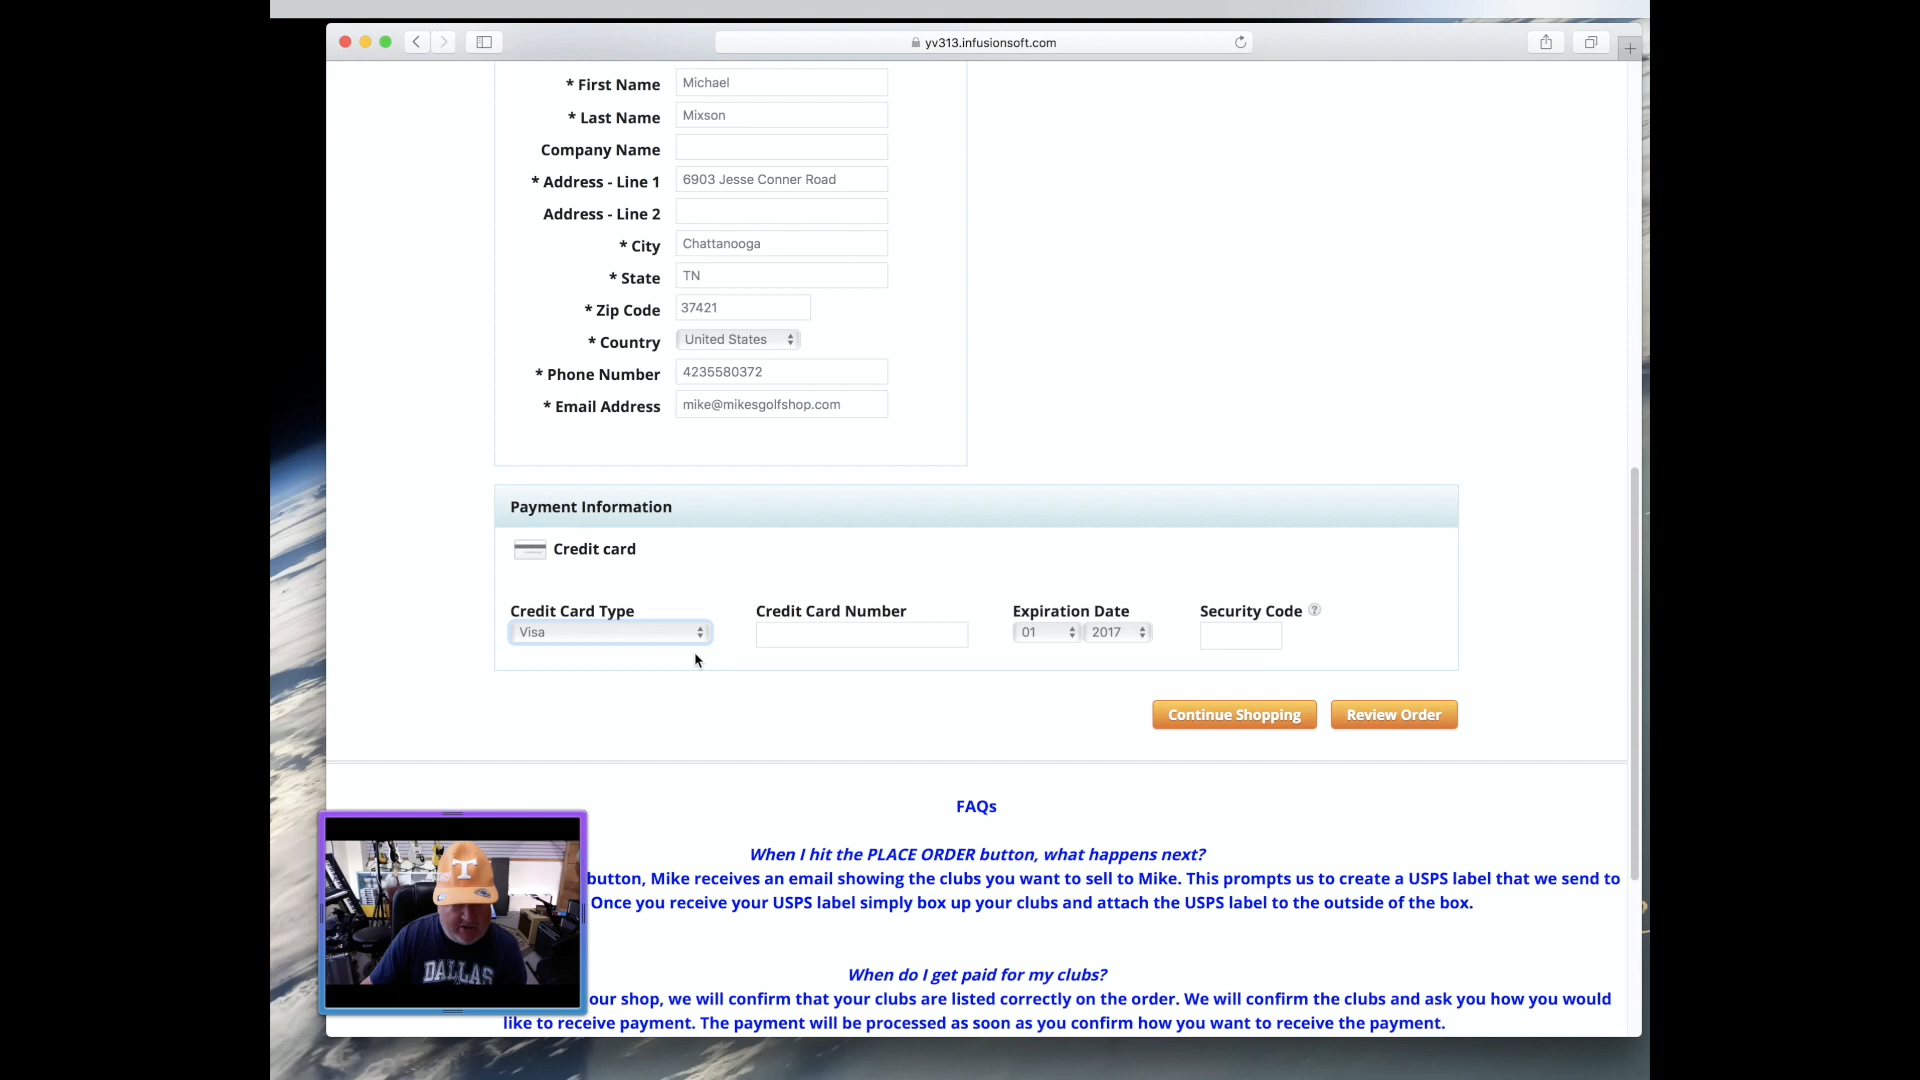 yv313.infusionsoft.com
* First Name Michael
* Last Name Mixson
Company Name
* Address - Line 1 6903 Jesse Conner Road
Address - Line 2
* City Chattanooga
* State TN
* Zip Code 37421
* Country United States
* Phone Number 4235580372
* Email Address mike@mikesgolfshop.com
Payment Information
Credit card
Credit Card Type Credit Card Number Expiration Date Security Code ?
Visa 01 2017
Continue Shopping Review Order
FAQs
When I hit the PLACE ORDER button, what happens next?
button, Mike receives an email showing the clubs you want to sell to Mike. This prompts us to create a USPS label that we send to
Once you receive your USPS label simply box up your clubs and attach the USPS label to the outside of the box.
When do I get paid for my clubs?
our shop, we will confirm that your clubs are listed correctly on the order. We will confirm the clubs and ask you how you would
like to receive payment. The payment will be processed as soon as you confirm how you want to receive the payment.
T
DALLAS